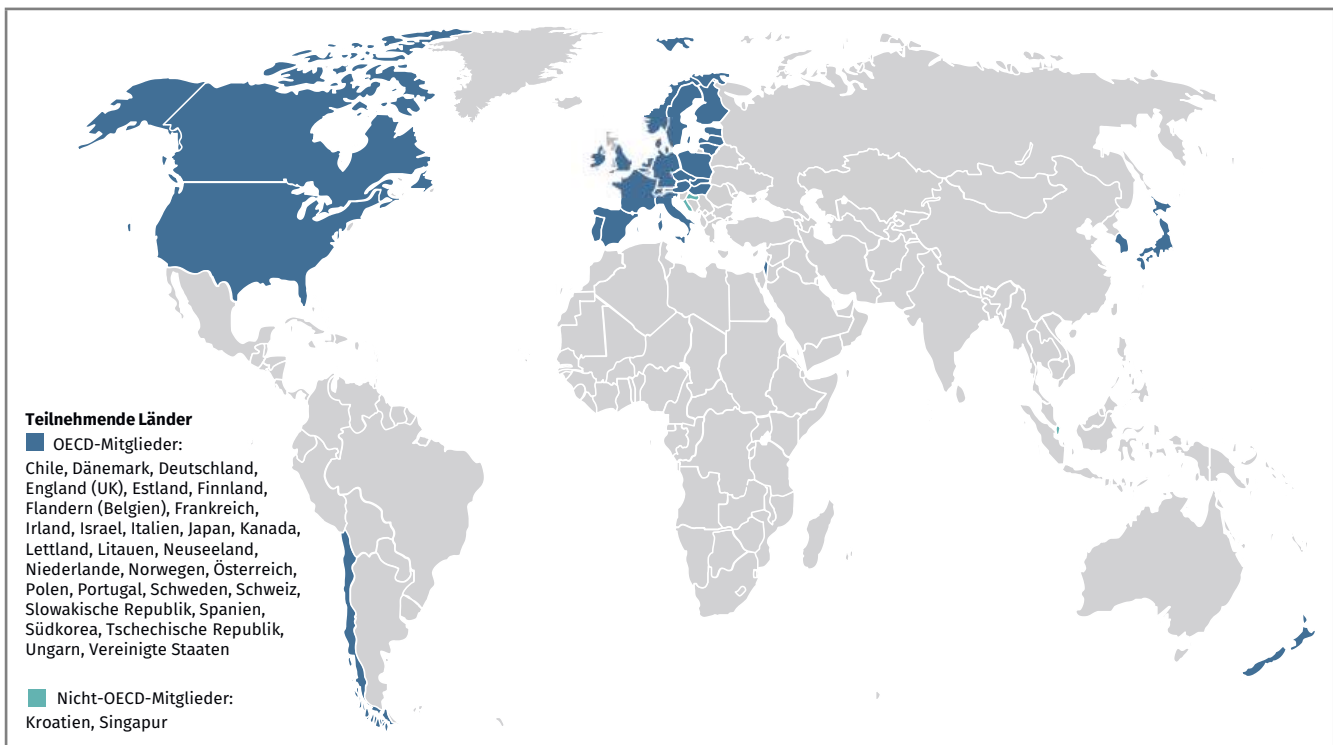 Teilnehmende Länder
OECD-Mitglieder:
Chile, Dänemark, Deutschland,
England (UK), Estland, Finnland,
Flandern (Belgien), Frankreich,
Irland, Israel, Italien, Japan, Kanada,
Lettland, Litauen, Neuseeland,
Niederlande, Norwegen, Österreich,
Polen, Portugal, Schweden, Schweiz,
Slowakische Republik, Spanien,
Südkorea, Tschechische Republik,
Ungarn, Vereinigte Staaten
Nicht-OECD-Mitglieder:
Kroatien, Singapur